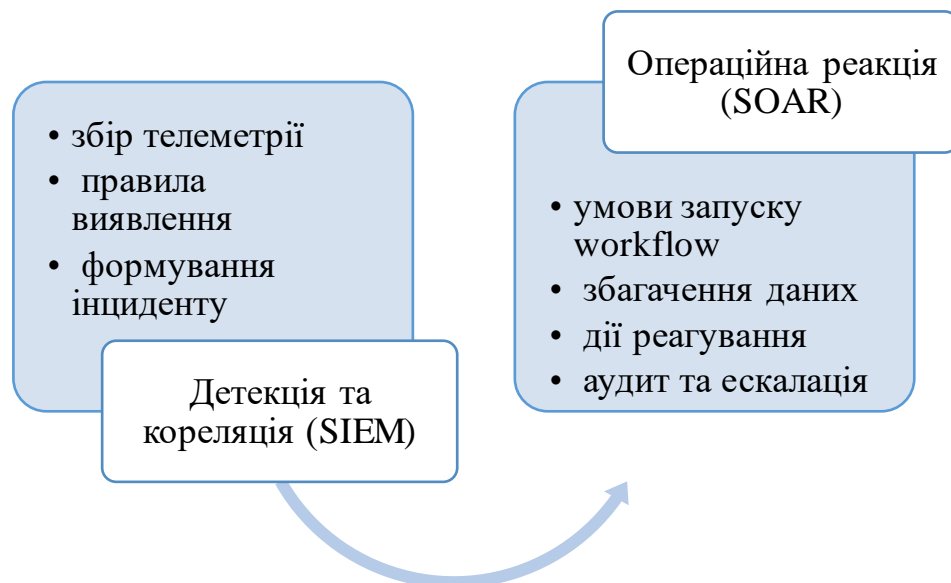 • збір телеметрії
• правила
виявлення
• формування
інциденту
Детекція та
кореляція (SIEM)
Операційна реакція
(SOAR)
• умови запуску
workflow
• збагачення даних
• дії реагування
• аудит та ескалація